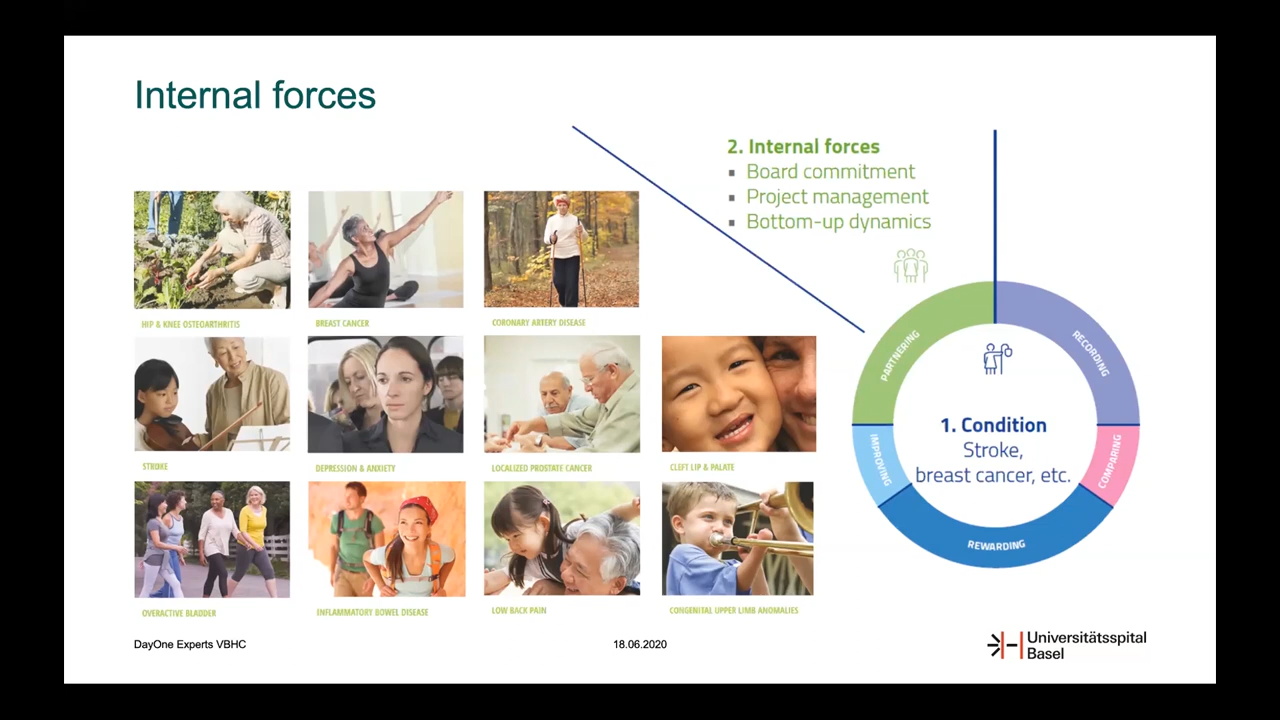 Internal forces
2. Internal forces
▪ Board commitment
▪ Project management
▪ Bottom-up dynamics
HIP & KNEE OSTEOARTHRITIS
BREAST CANCER
CORONARY ARTERY DISEASE
STROKE
DEPRESSION & ANXIETY
LOCALIZED PROSTATE CANCER
CLEFT LIP & PALATE
OVERACTIVE BLADDER
INFLAMMATORY BOWEL DISEASE
LOW BACK PAIN
CONGENITAL UPPER LIMB ANOMALIES
PARTNERING
RECORDING
1. Condition
Stroke,
breast cancer, etc.
IMPROVING
COMPARING
REWARDING
DayOne Experts VBHC
18.06.2020
Universitätsspital
Basel